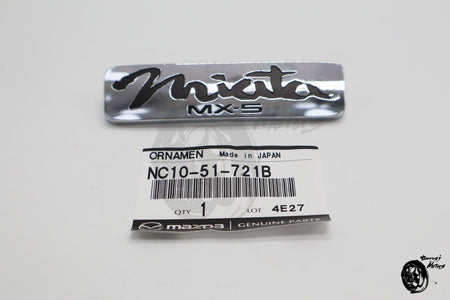 Miata
MX-5
ORNAMEN Made in JAPAN
NC10-51-721B
QTY 1 LOT 4E27
mazda GENUINE PARTS